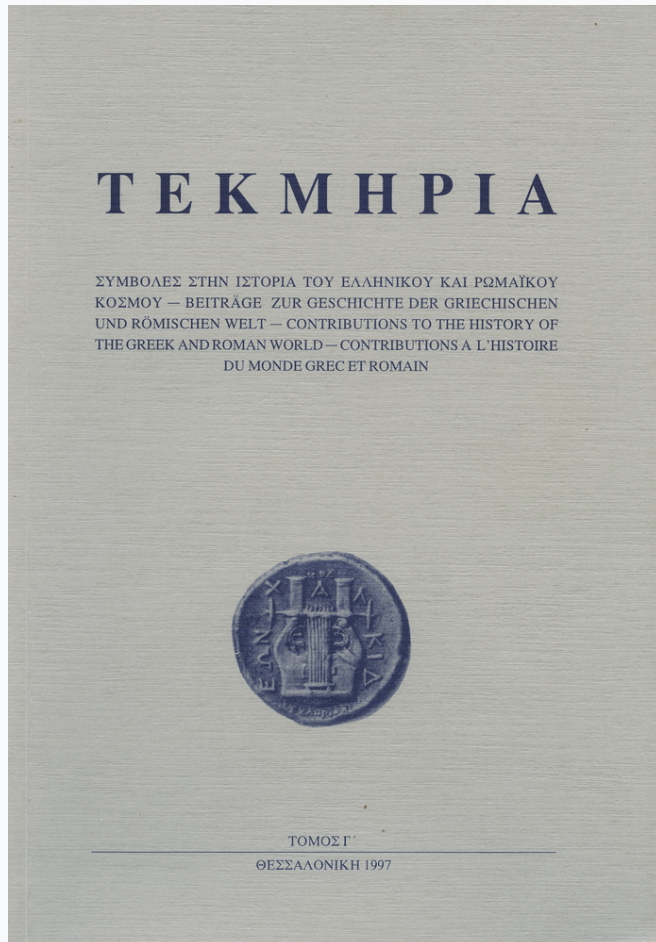 ΤΕΚΜΗΡΙΑ
ΣΥΜΒΟΛΕΣ ΣΤΗΝ ΙΣΤΟΡΙΑ ΤΟΥ ΕΛΛΗΝΙΚΟΥ ΚΑΙ ΡΩΜΑΪΚΟΥ
ΚΟΣΜΟΥ — BEITRÄGE ZUR GESCHICHTE DER GRIECHISCHEN
UND RÖMISCHEN WELT — CONTRIBUTIONS TO THE HISTORY OF
THE GREEK AND ROMAN WORLD — CONTRIBUTIONS A L'HISTOIRE
DU MONDE GREC ET ROMAIN
ΧΑΛΚΙΔΕΩΝ
ΤΟΜΟΣ Γ΄
ΘΕΣΣΑΛΟΝΙΚΗ 1997